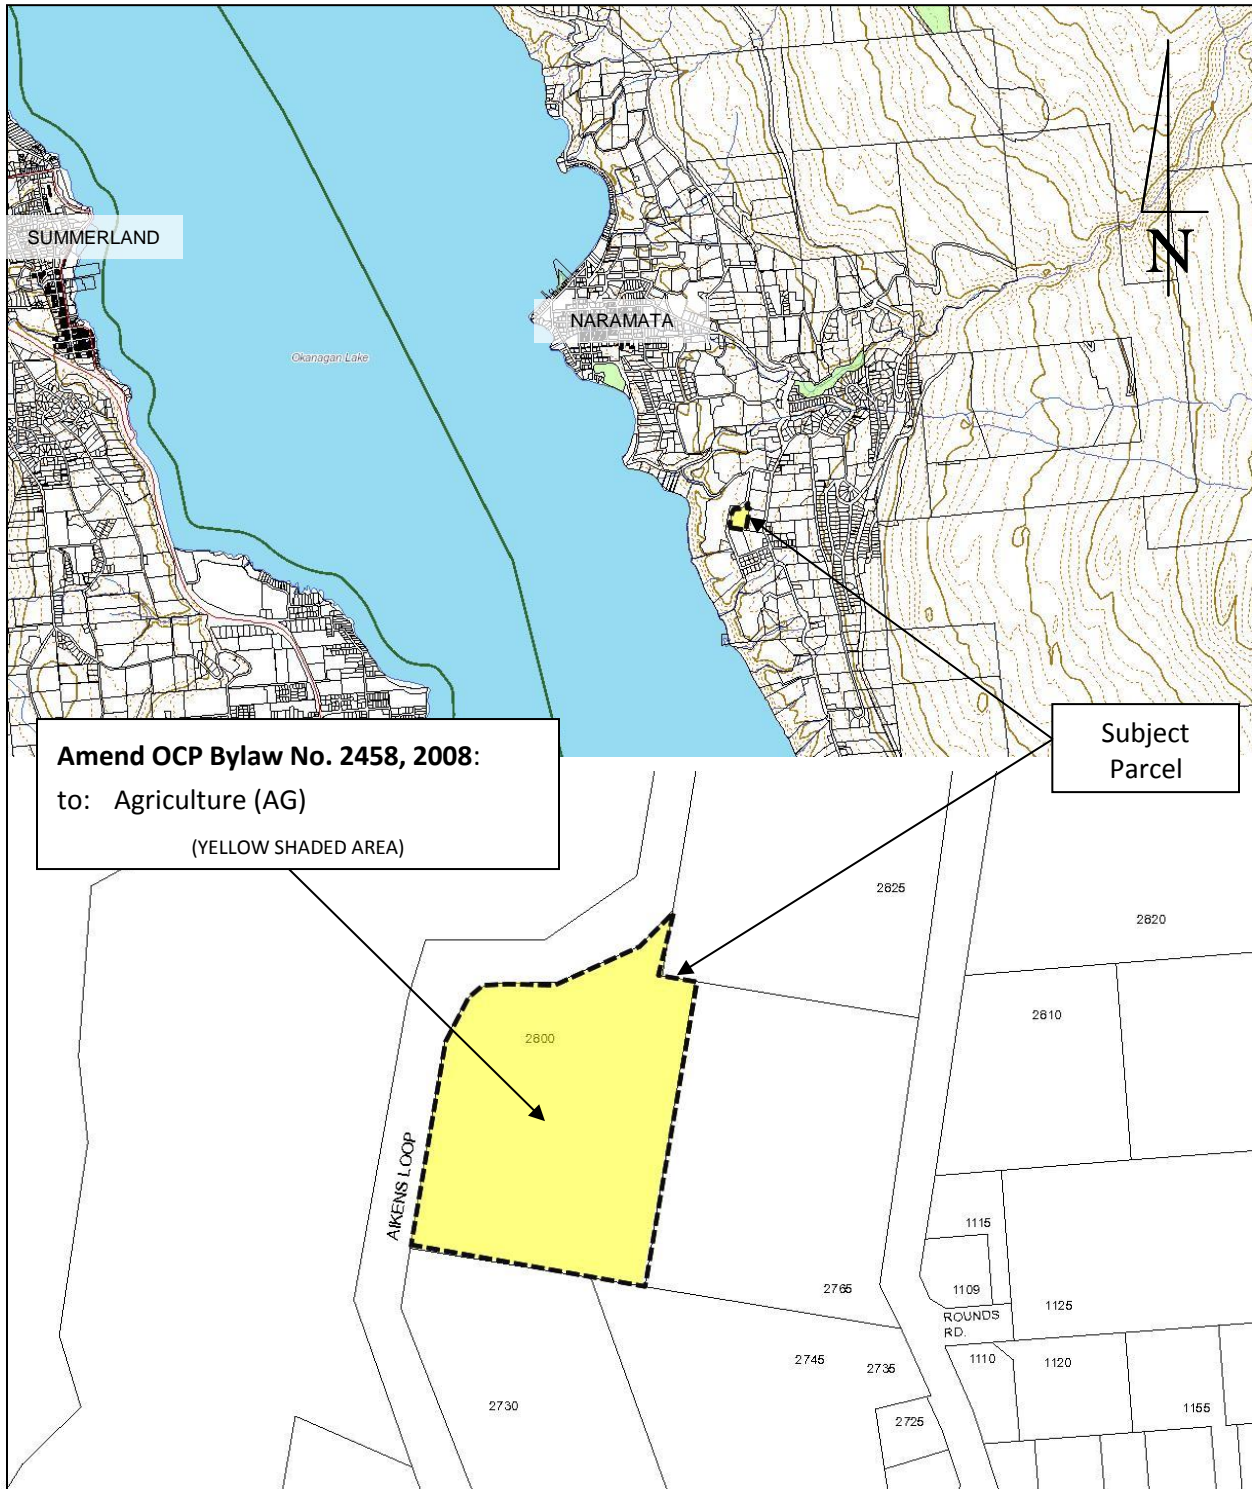 SUMMERLAND
NARAMATA
Okanagan Lake
N
Amend OCP Bylaw No. 2458, 2008:
to: Agriculture (AG)
(YELLOW SHADED AREA)
Subject
Parcel
2825
2820
2810
2800
AIKENS LOOP
1115
2765
1109
1125
ROUNDS
RD.
2745
2735
1110
1120
2730
2725
1155